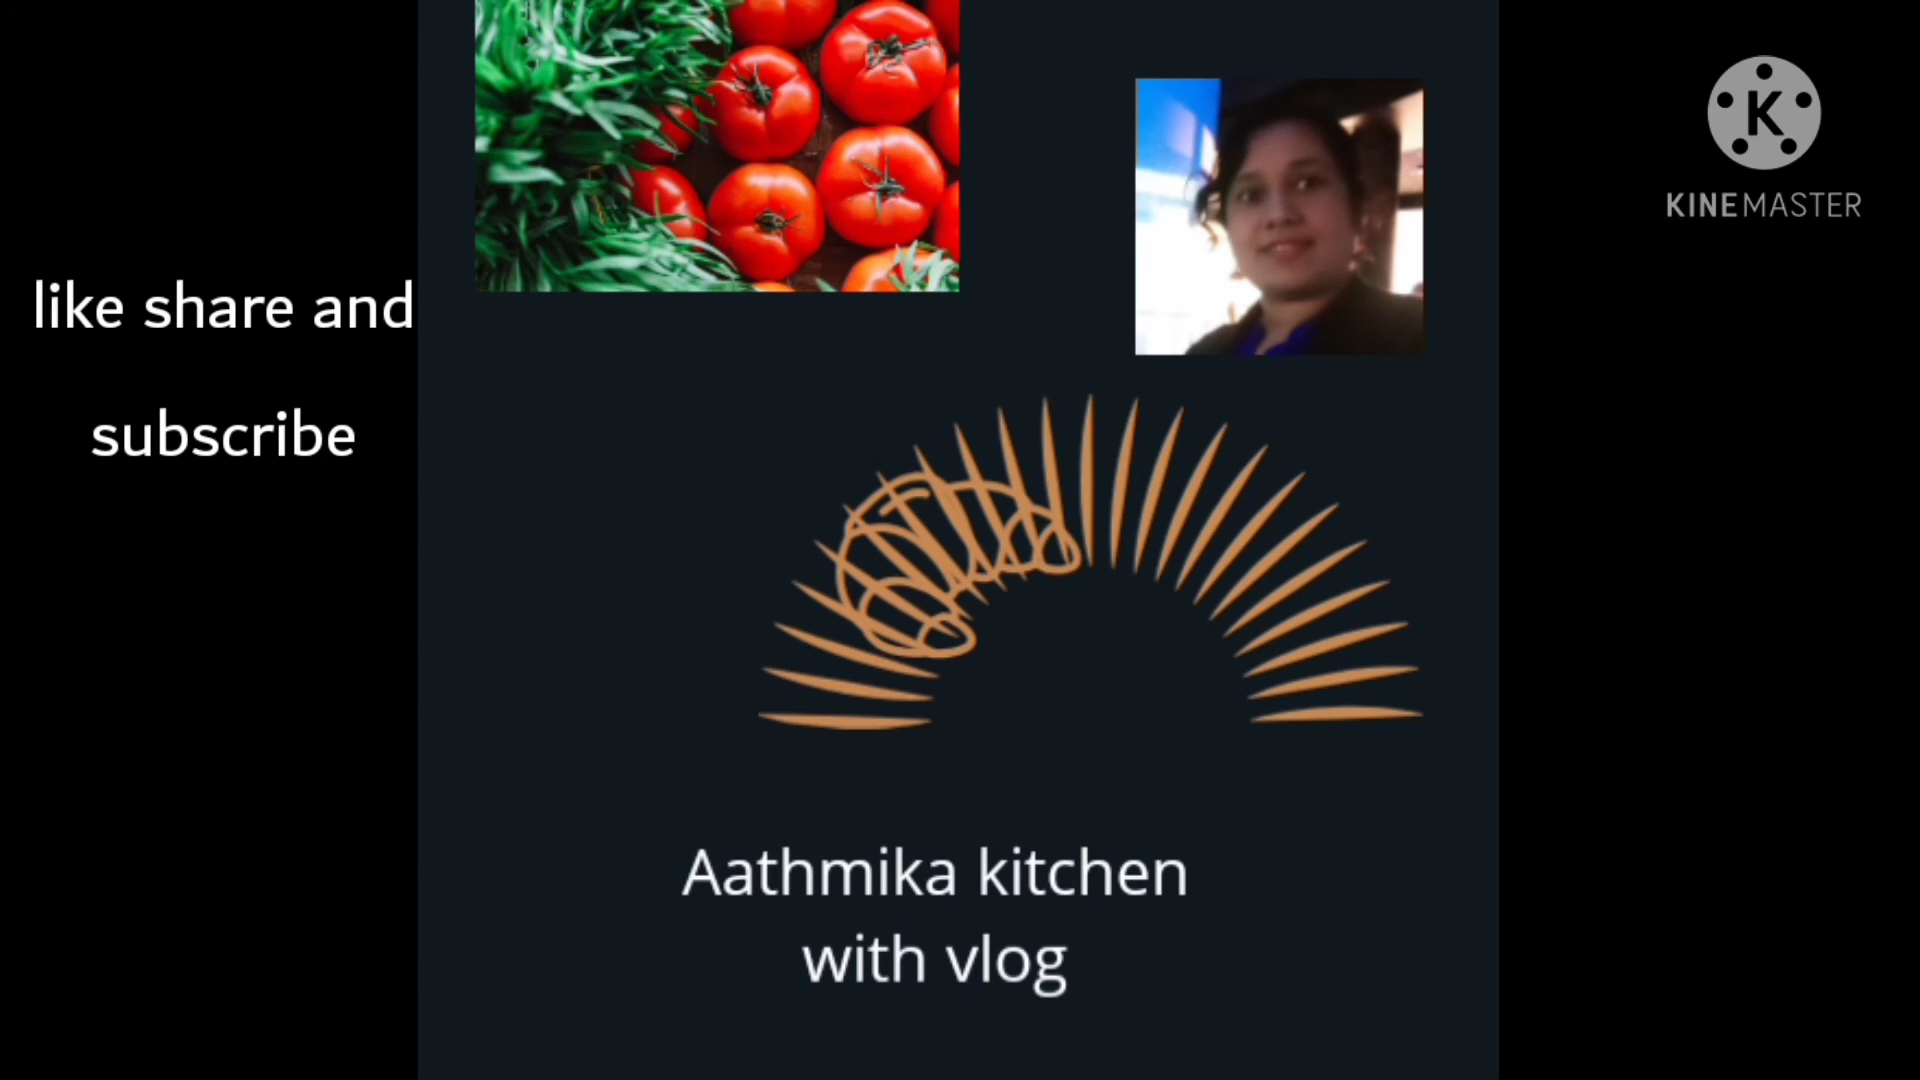 like share and
subscribe
K
KINEMASTER
Aathmika kitchen
with vlog